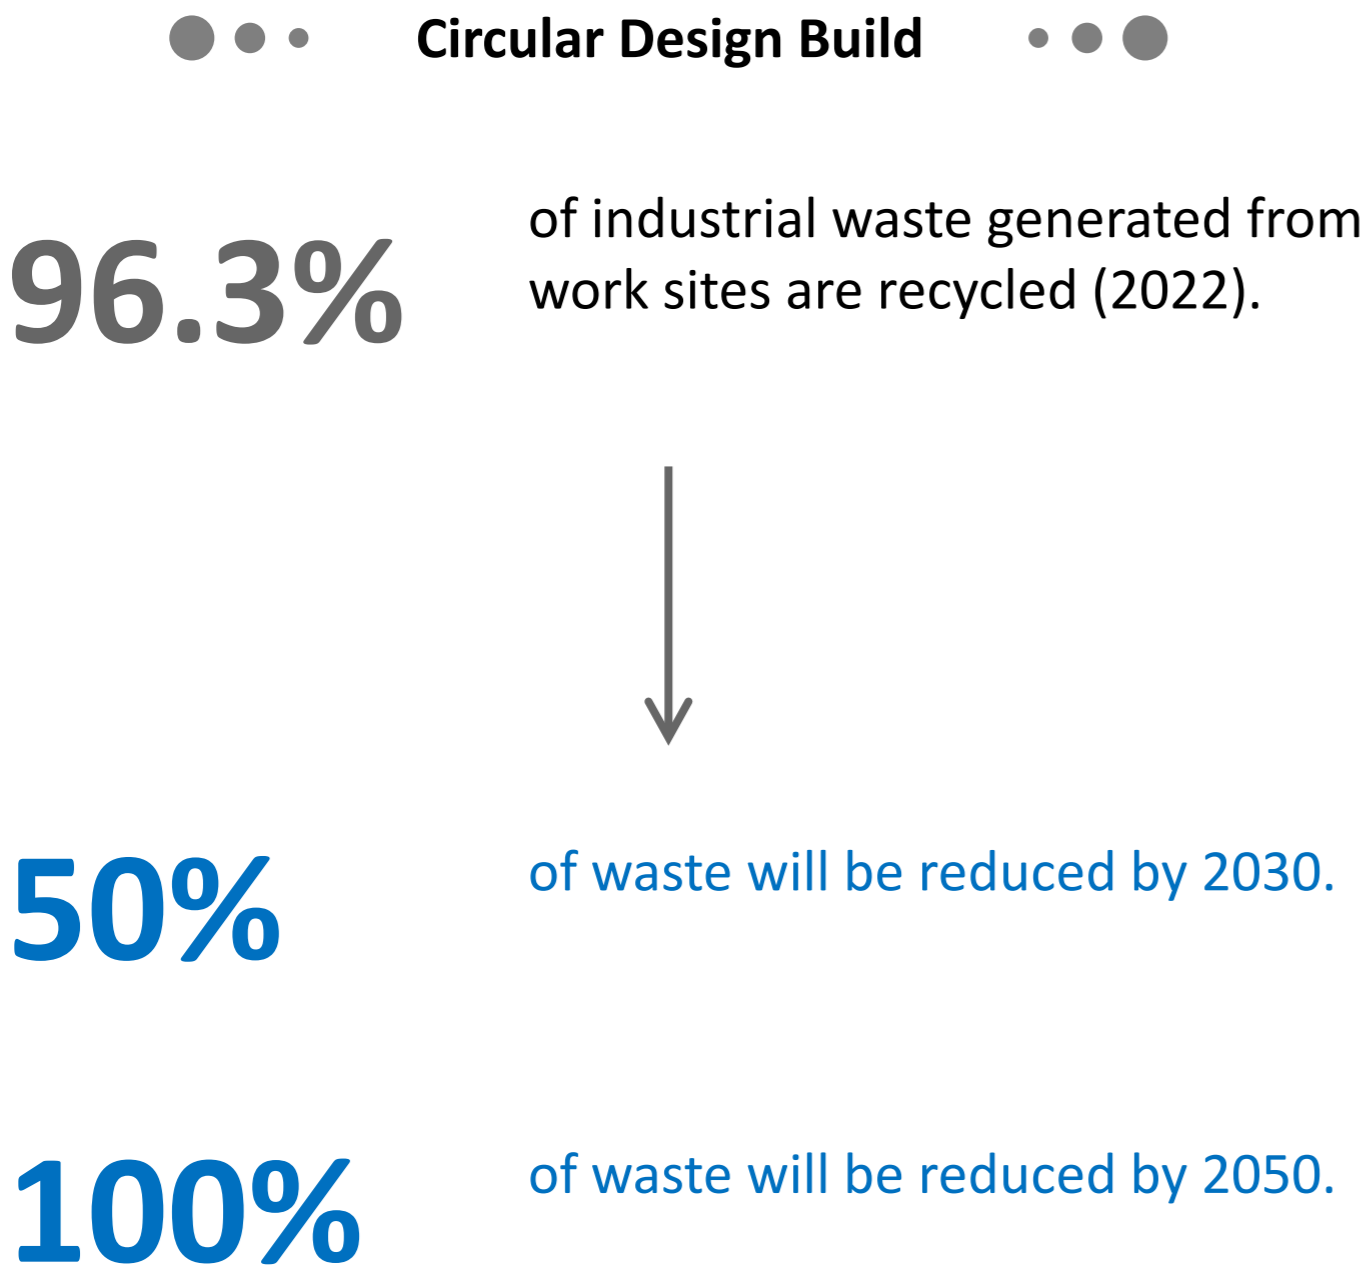 Circular Design Build
96.3%
of industrial waste generated from
work sites are recycled (2022).
50%
of waste will be reduced by 2030.
100%
of waste will be reduced by 2050.